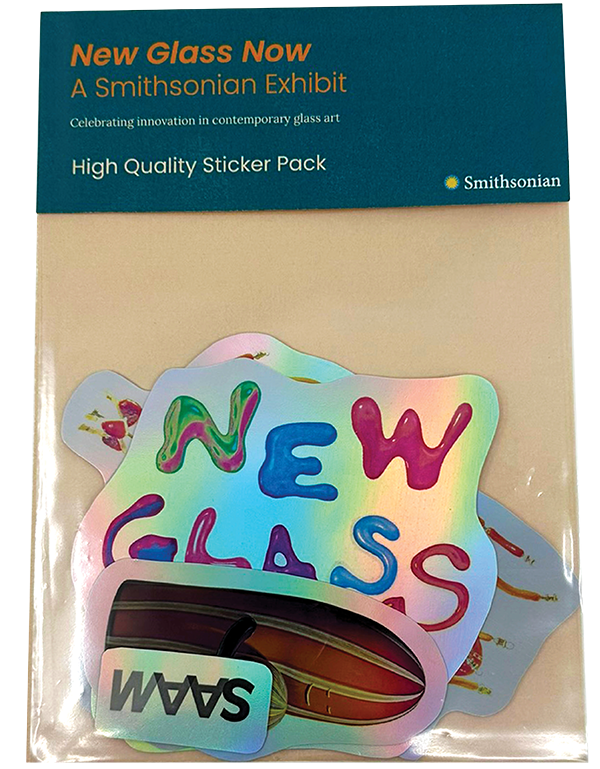 New Glass Now
A Smithsonian Exhibit
Celebrating innovation in contemporary glass art
High Quality Sticker Pack
Smithsonian
NEW
GLASS
SAAM